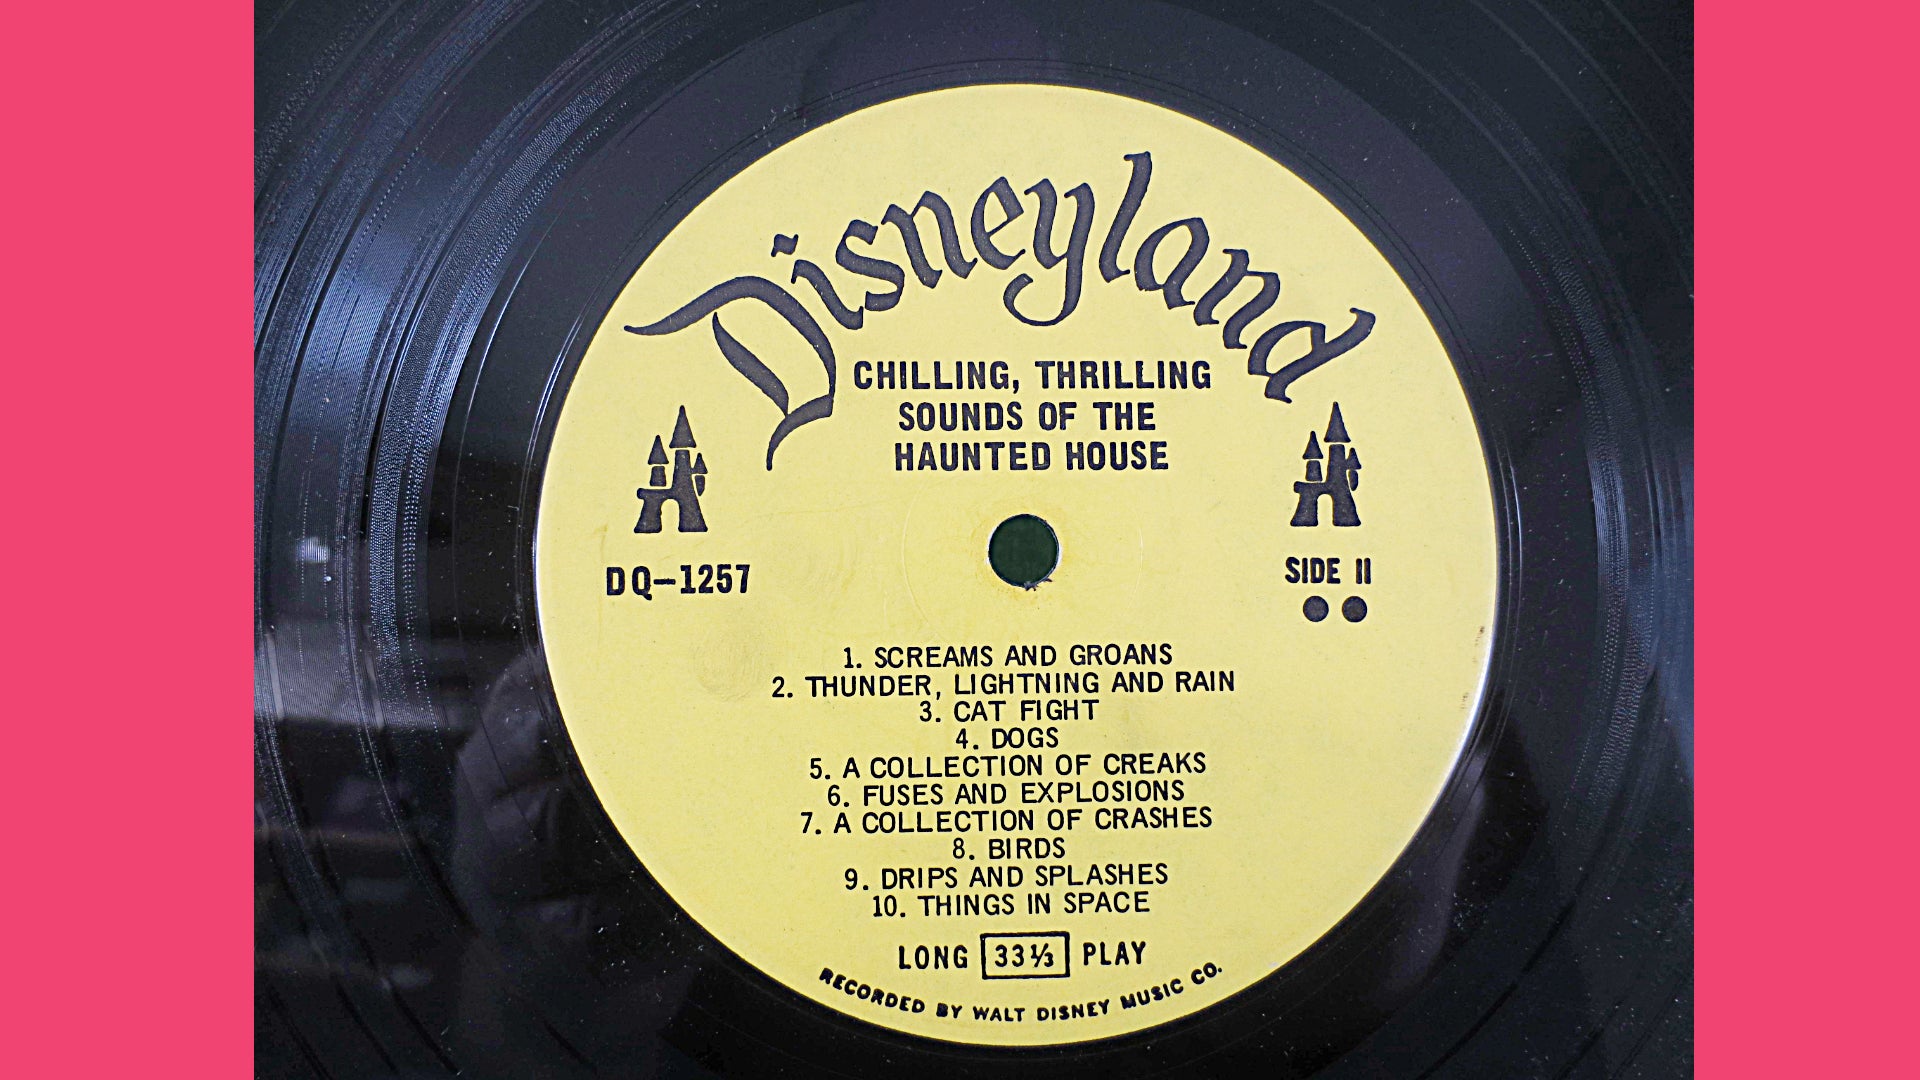 Disneyland
CHILLING, THRILLING
SOUNDS OF THE
HAUNTED HOUSE
DQ-1257
SIDE II
1. SCREAMS AND GROANS
2. THUNDER, LIGHTNING AND RAIN
3. CAT FIGHT
4. DOGS
5. A COLLECTION OF CREAKS
6. FUSES AND EXPLOSIONS
7. A COLLECTION OF CRASHES
8. BIRDS
9. DRIPS AND SPLASHES
10. THINGS IN SPACE
LONG 33⅓ PLAY
RECORDED BY WALT DISNEY MUSIC CO.